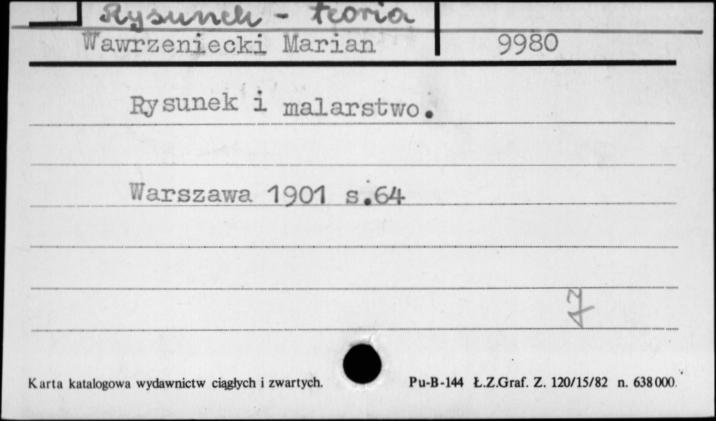 Rysunek - teoria
Wawrzeniecki Marian 9980
Rysunek i malarstwo.
Warszawa 1901 s.64
Karta katalogowa wydawnictw ciągłych i zwartych. Pu-B-144 Ł.Z.Graf. Z. 120/15/82 n. 638000.